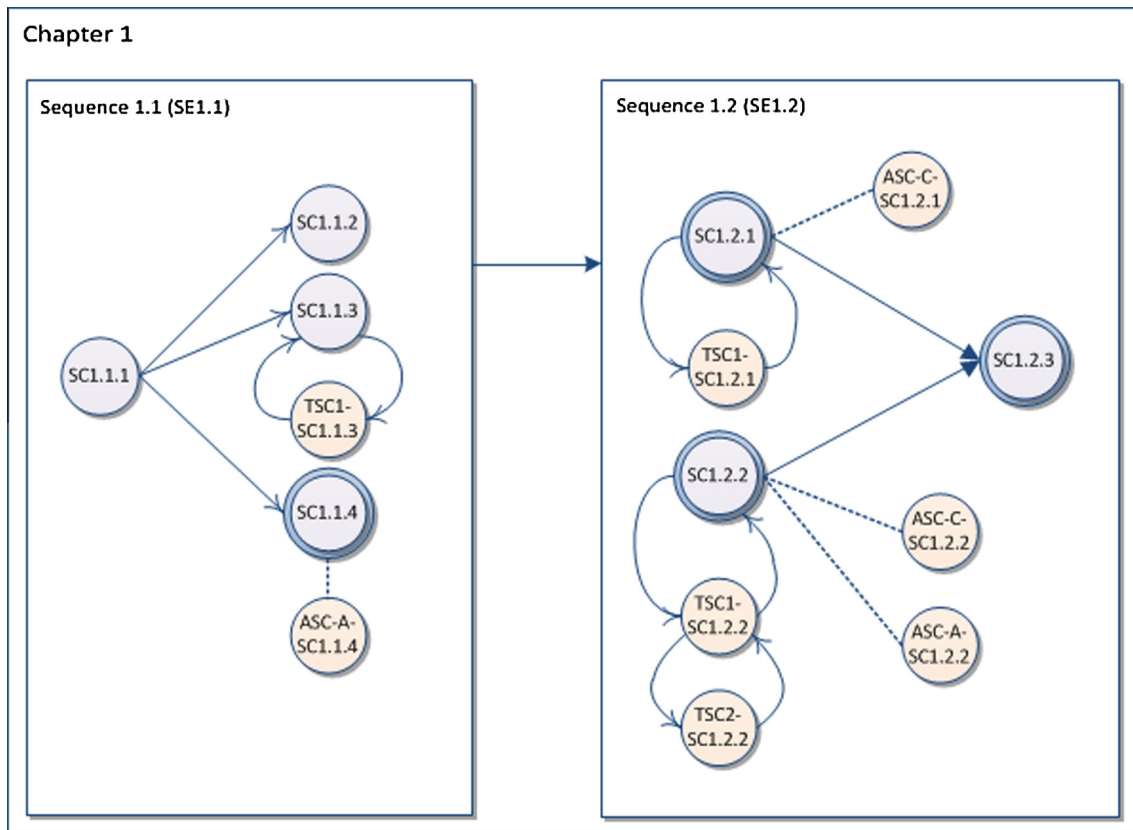 Chapter 1
Sequence 1.1 (SE1.1)
SC1.1.2
SC1.1.3
SC1.1.1
TSC1-
SC1.1.3
SC1.1.4
ASC-A-
SC1.1.4
Sequence 1.2 (SE1.2)
ASC-C-
SC1.2.1
SC1.2.1
TSC1-
SC1.2.1
SC1.2.3
SC1.2.2
ASC-C-
SC1.2.2
TSC1-
SC1.2.2
ASC-A-
SC1.2.2
TSC2-
SC1.2.2